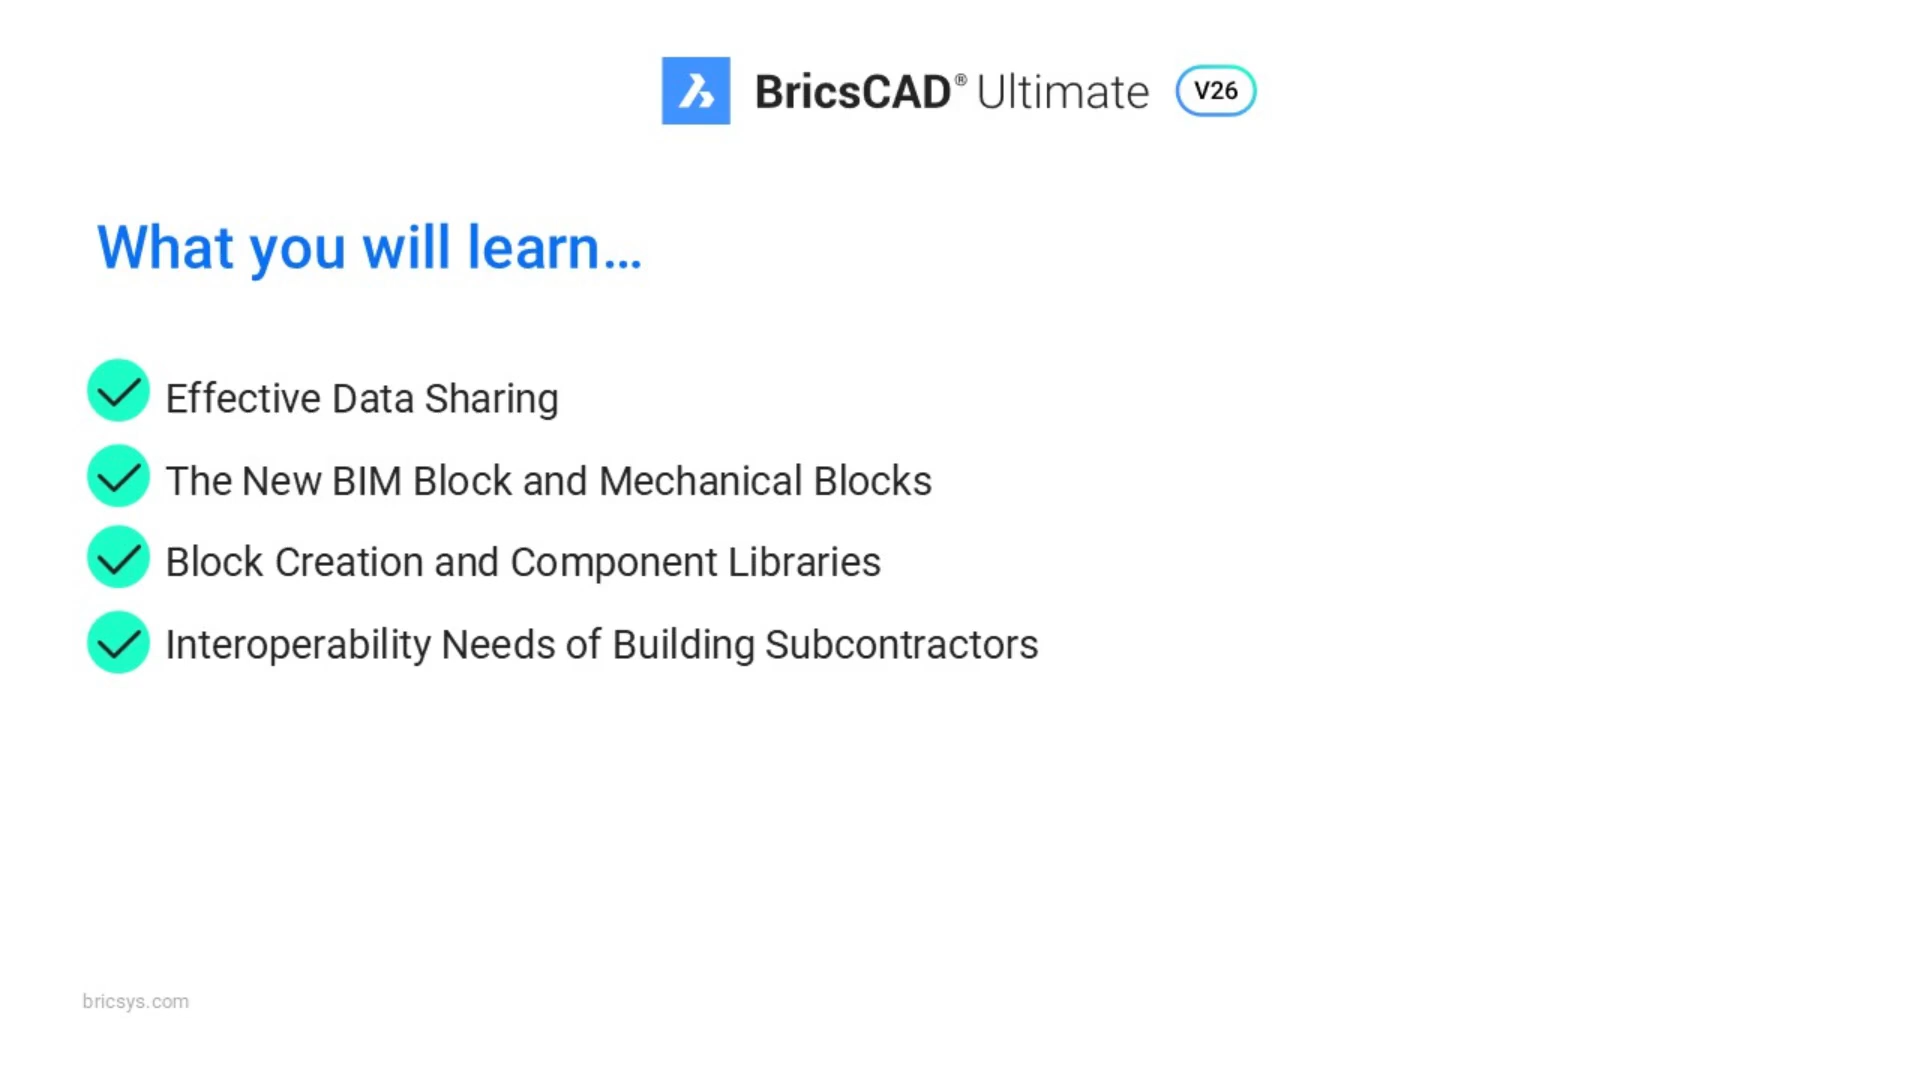 BricsCAD® Ultimate V26
What you will learn...
Effective Data Sharing
The New BIM Block and Mechanical Blocks
Block Creation and Component Libraries
Interoperability Needs of Building Subcontractors
bricsys.com